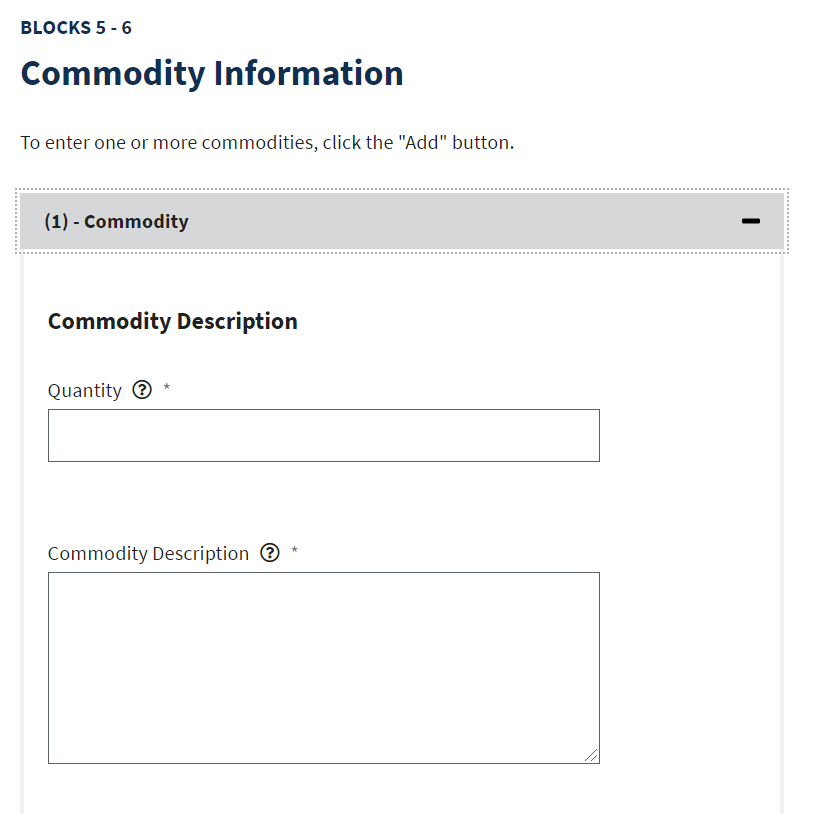 BLOCKS 5 - 6
Commodity Information
To enter one or more commodities, click the "Add" button.
(1) - Commodity
Commodity Description
Quantity ? *
Commodity Description ? *